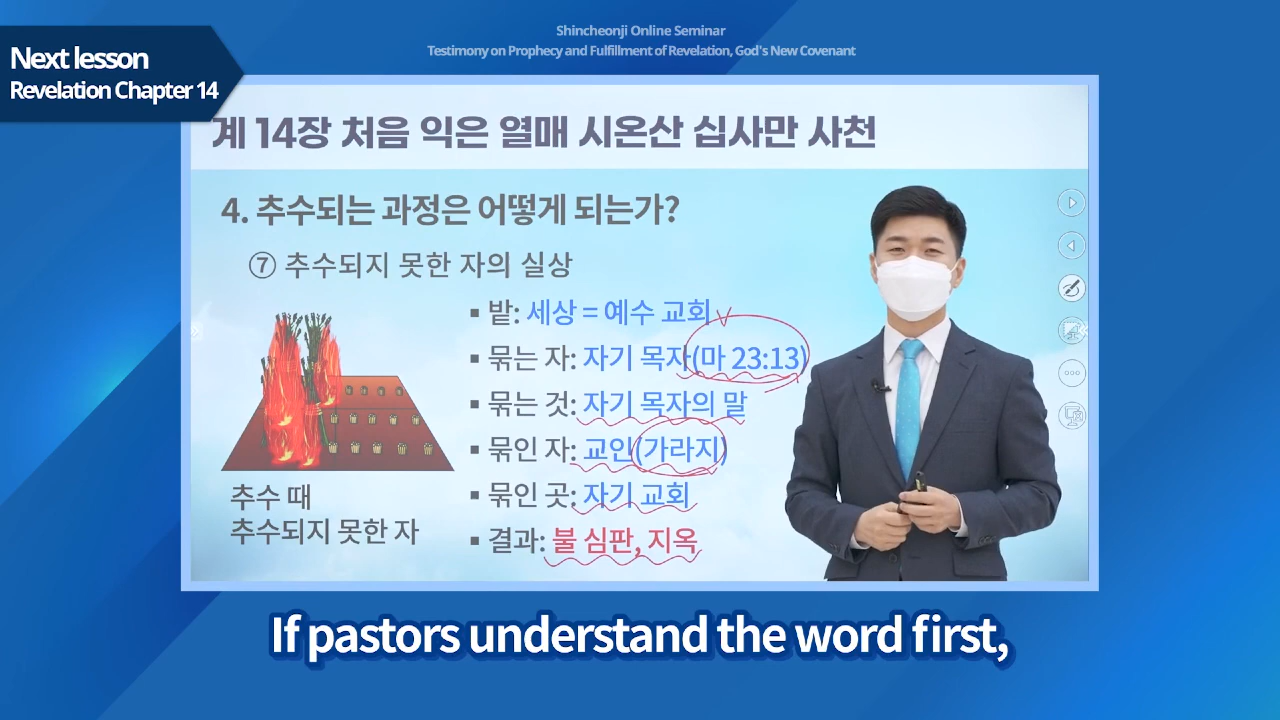 Shincheonji Online Seminar
Testimony on Prophecy and Fulfillment of Revelation, God's New Covenant
Next lesson
Revelation Chapter 14
계 14장 처음 익은 열매 시온산 십사만 사천
4. 추수되는 과정은 어떻게 되는가?
⑦ 추수되지 못한 자의 실상
▪ 밭: 세상 = 예수 교회
▪ 묶는 자: 자기 목자(마 23:13)
▪ 묶는 것: 자기 목자의 말
▪ 묶인 자: 교인(가라지)
▪ 묶인 곳: 자기 교회
▪ 결과: 불 심판, 지옥
추수 때
추수되지 못한 자
If pastors understand the word first,